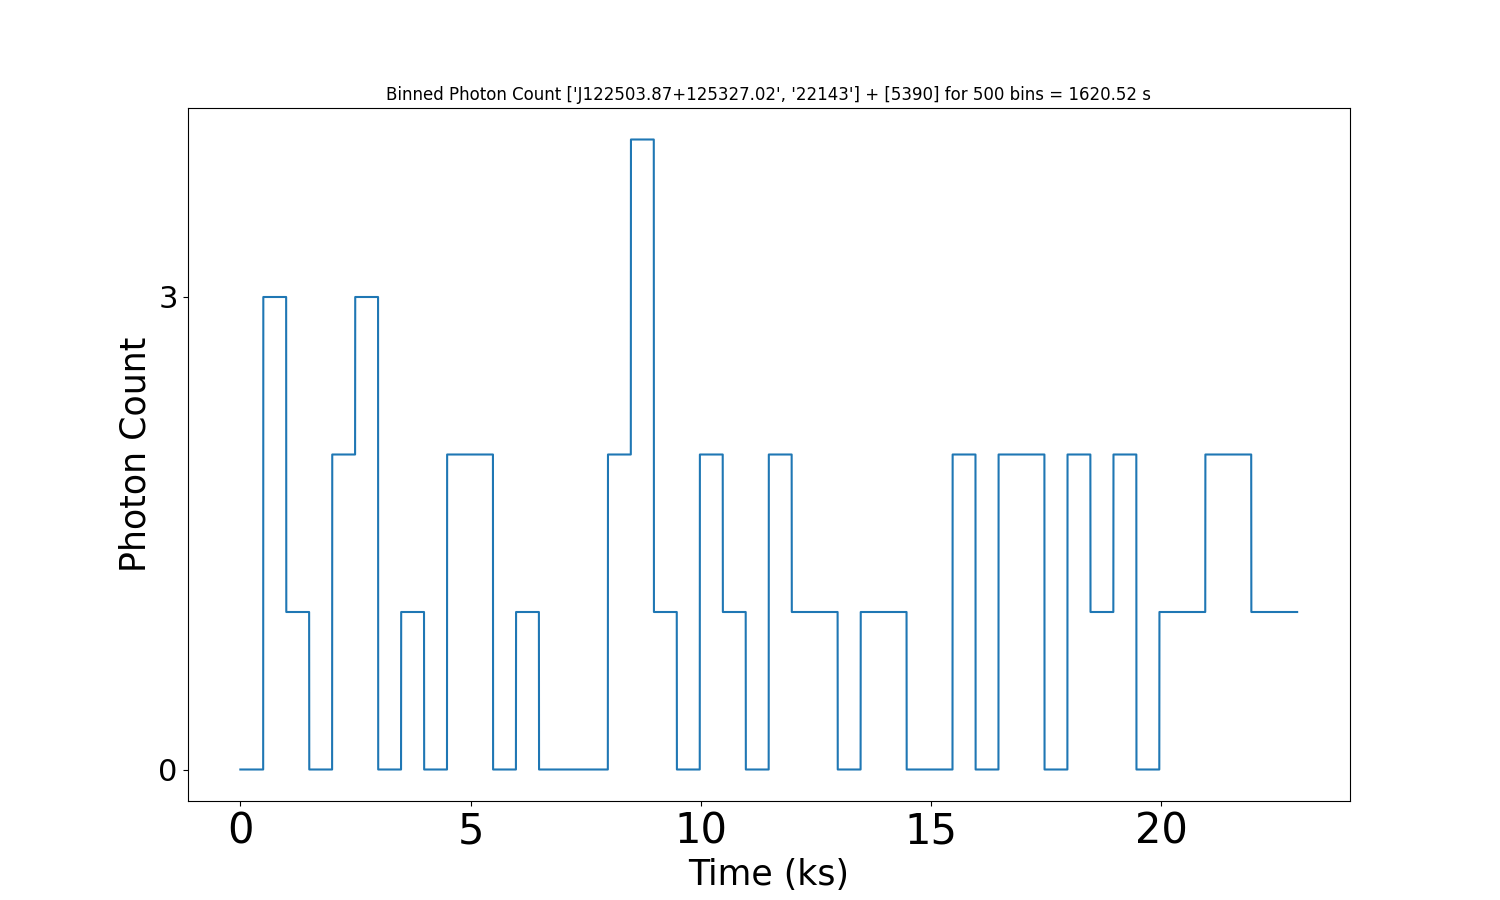 Binned Photon Count ['J122503.87+125327.02', '22143'] + [5390] for 500 bins = 1620.52 s
3
Photon Count
0
0 5 10 15 20
Time (ks)